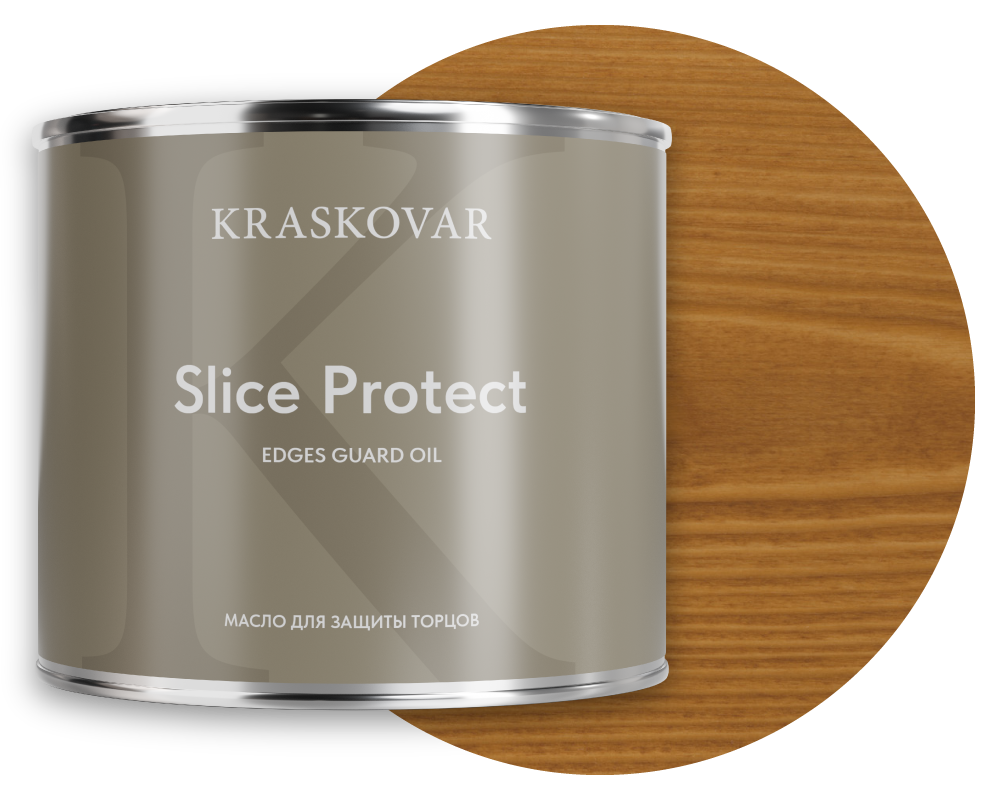 KRASKOVAR
Slice Protect
EDGES GUARD OIL
МАСЛО ДЛЯ ЗАЩИТЫ ТОРЦОВ